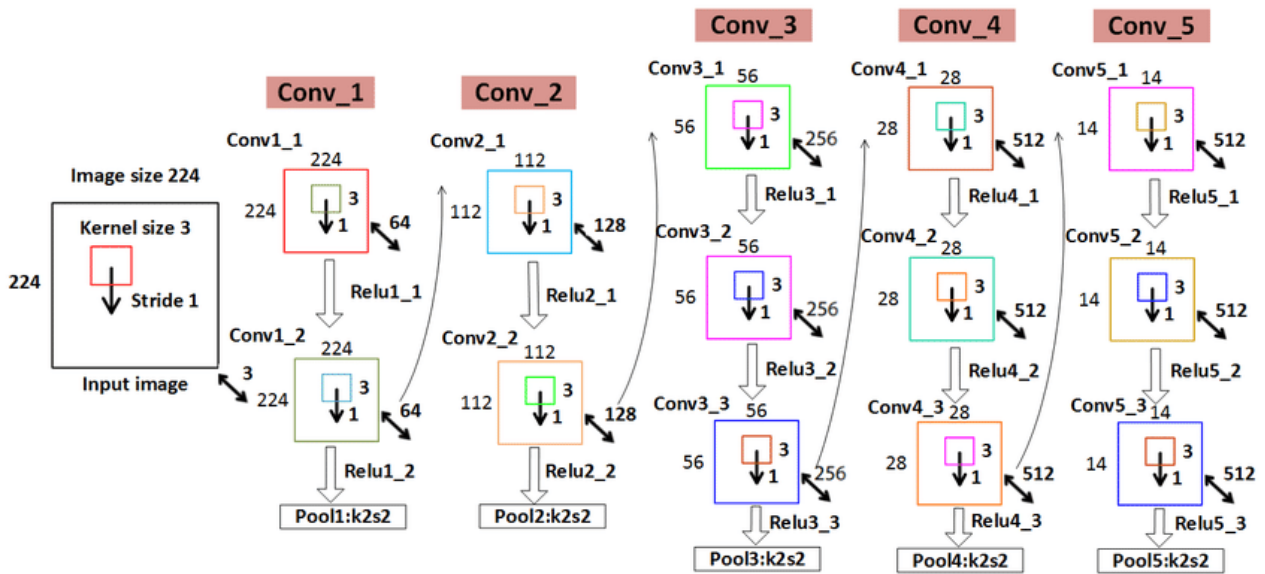 Image size 224
Kernel size 3
224
Stride 1
Input image
3
Conv_1
Conv1_1
224
224
3
1
64
Relu1_1
Conv1_2
224
224
3
1
64
Relu1_2
Pool1:k2s2
Conv_2
Conv2_1
112
112
3
1
128
Relu2_1
Conv2_2
112
112
3
1
128
Relu2_2
Pool2:k2s2
Conv_3
Conv3_1
56
56
3
1
256
Relu3_1
Conv3_2
56
56
3
1
256
Relu3_2
Conv3_3
56
56
3
1
256
Relu3_3
Pool3:k2s2
Conv_4
Conv4_1
28
28
3
1
512
Relu4_1
Conv4_2
28
28
3
1
512
Relu4_2
Conv4_3
28
28
3
1
512
Relu4_3
Pool4:k2s2
Conv_5
Conv5_1
14
14
3
1
512
Relu5_1
Conv5_2
14
14
3
1
512
Relu5_2
Conv5_3
14
14
3
1
512
Relu5_3
Pool5:k2s2